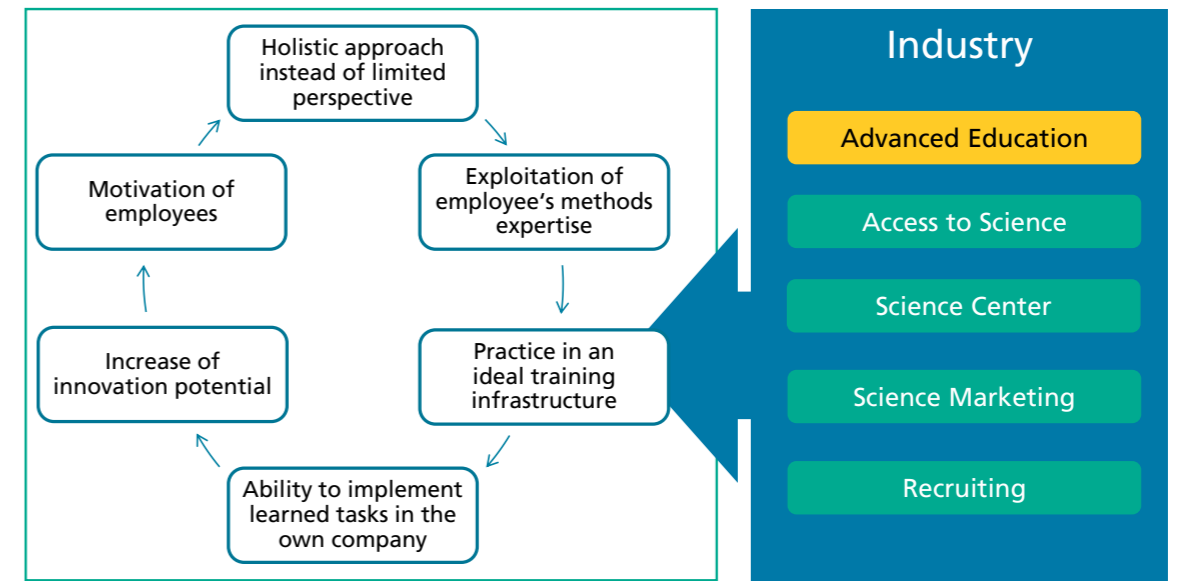 Holistic approach
instead of limited
perspective
Exploitation of
employee‘s methods
expertise
Practice in an
ideal training
infrastructure
Ability to implement
learned tasks in the
own company
Increase of
innovation potential
Motivation of
employees
Industry
Advanced Education
Access to Science
Science Center
Science Marketing
Recruiting